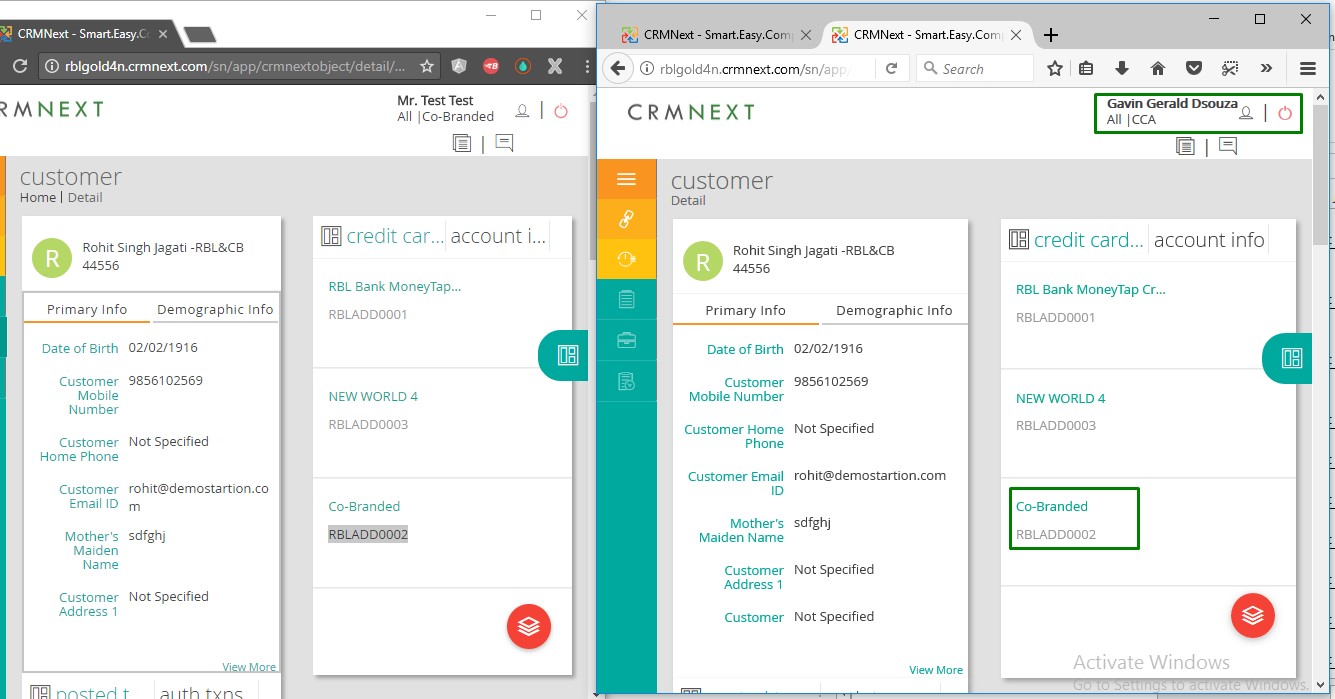 CRMNext - Smart.Easy.C
rblgold4n.crmnext.com/sn/app/crmnextobject/detail/...
RMNEXT
Mr. Test Test
All |Co-Branded
customer
Home | Detail
R
Rohit Singh Jagati -RBL&CB
44556
Primary Info
Demographic Info
Date of Birth 02/02/1916
Customer 9856102569
Mobile
Number
Customer Not Specified
Home Phone
Customer rohit@demostartion.co
Email ID m
Mother's sdfghj
Maiden
Name
Customer Not Specified
Address 1
View More
posted t
auth txns
credit car...
account i...
RBL Bank MoneyTap...
RBLADD0001
NEW WORLD 4
RBLADD0003
Co-Branded
RBLADD0002
CRMNext - Smart.Easy.Com
CRMNext - Smart.Easy.Com
rblgold4n.crmnext.com/sn/app/
Search
CRMNEXT
Gavin Gerald Dsouza
All |CCA
customer
Detail
R
Rohit Singh Jagati -RBL&CB
44556
Primary Info
Demographic Info
Date of Birth 02/02/1916
Customer 9856102569
Mobile Number
Customer Home Not Specified
Phone
Customer Email rohit@demostartion.com
ID
Mother's sdfghj
Maiden Name
Customer Not Specified
Address 1
Customer Not Specified
View More
credit card...
account info
RBL Bank MoneyTap Cr...
RBLADD0001
NEW WORLD 4
RBLADD0003
Co-Branded
RBLADD0002
Activate Windows
Go to Settings to activate Windows.